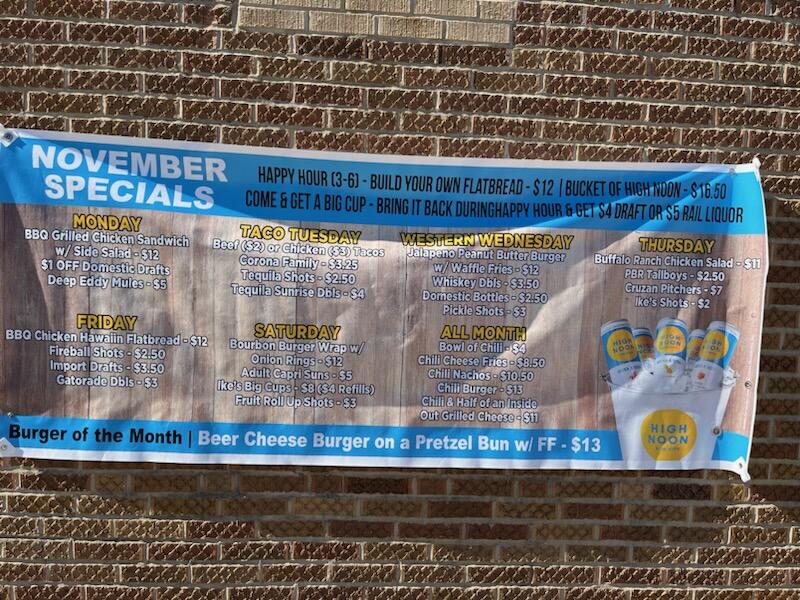 NOVEMBER
SPECIALS
HAPPY HOUR (3-6) - BUILD YOUR OWN FLATBREAD - $12 | BUCKET OF HIGH NOON - $16.50
COME & GET A BIG CUP - BRING IT BACK DURINGHAPPY HOUR & GET $4 DRAFT OR $5 RAIL LIQUOR
MONDAY
BBQ Grilled Chicken Sandwich
w/ Side Salad - $12
$1 OFF Domestic Drafts
Deep Eddy Mules - $5
TACO TUESDAY
Beef ($2) or Chicken ($3) Tacos
Corona Family - $3.25
Tequila Shots - $2.50
Tequila Sunrise Dbls - $4
WESTERN WEDNESDAY
Jalapeno Peanut Butter Burger
w/ Waffle Fries - $12
Whiskey Dbls - $3.50
Domestic Bottles - $2.50
Pickle Shots - $3
THURSDAY
Buffalo Ranch Chicken Salad - $11
PBR Tallboys - $2.50
Cruzan Pitchers - $7
Ike's Shots - $2
FRIDAY
BBQ Chicken Hawaiin Flatbread - $12
Fireball Shots - $2.50
Import Drafts - $3.50
Gatorade Dbls - $3
SATURDAY
Bourbon Burger Wrap w/
Onion Rings - $12
Adult Capri Suns - $5
Ike's Big Cups - $8 ($4 Refills)
Fruit Roll Up Shots - $3
ALL MONTH
Bowl of Chili - $4
Chili Cheese Fries - $8.50
Chili Nachos - $10.50
Chili Burger - $13
Chili & Half of an Inside
Out Grilled Cheese - $11
HIGH
NOON
HIGH
NOON
HIGH
NOON
HIGH
NOON
Burger of the Month | Beer Cheese Burger on a Pretzel Bun w/ FF - $13